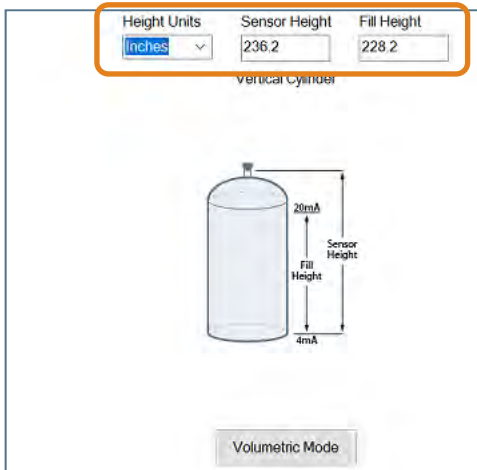 Height Units Sensor Height Fill Height
Inches 236.2 228.2
Vertical Cylinder
20mA
Sensor
Height
Fill
Height
4mA
Volumetric Mode